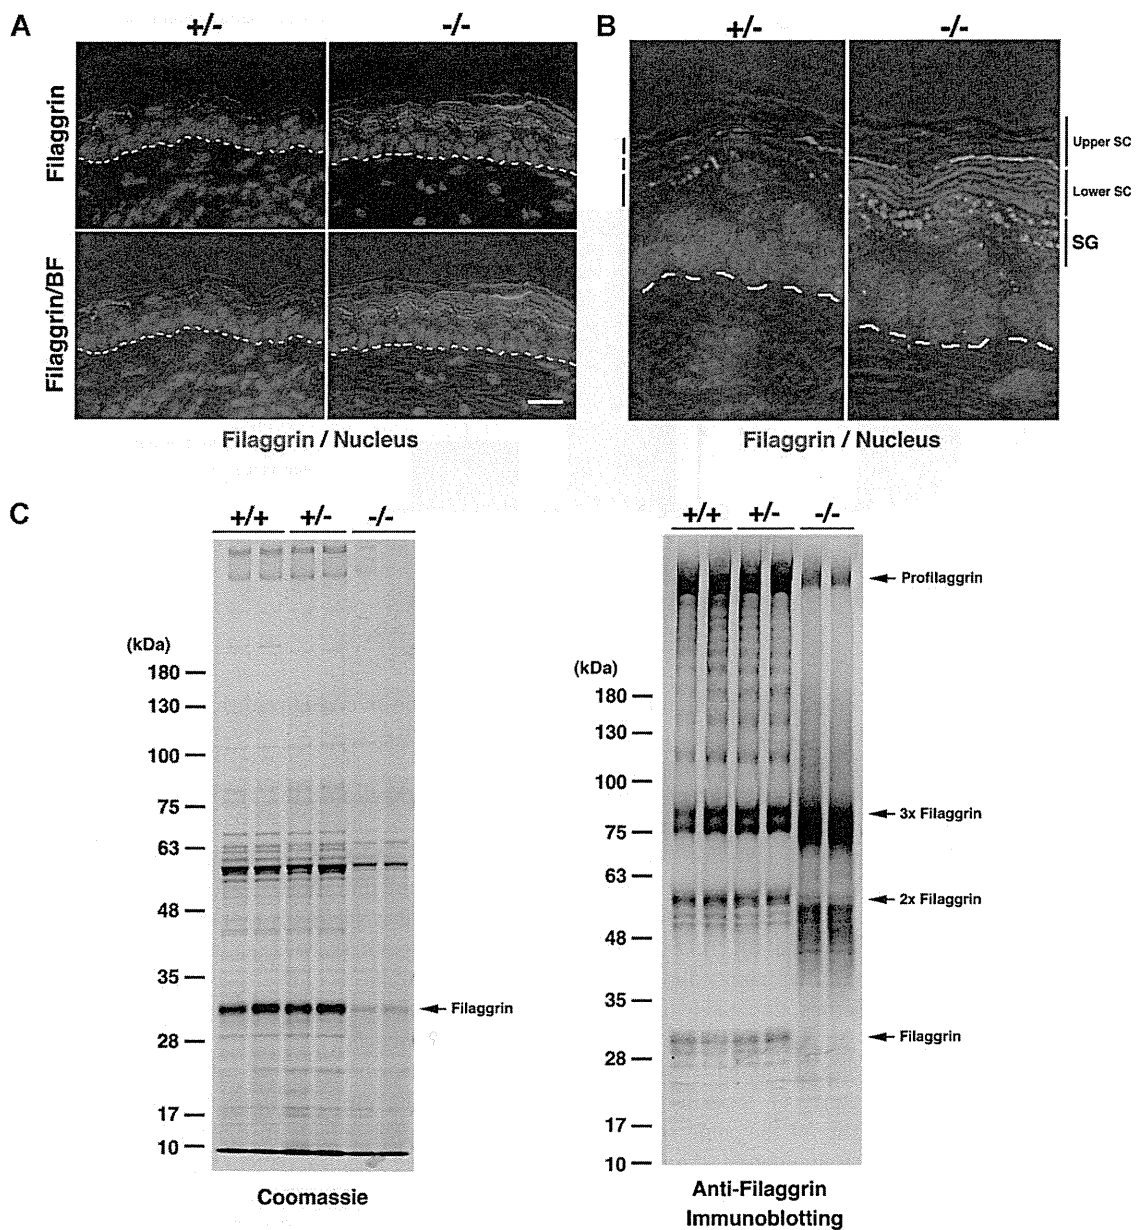 A
+/-
-/-
Filaggrin
Filaggrin/BF
Filaggrin / Nucleus
B
+/-
-/-
Upper SC
Lower SC
SG
Filaggrin / Nucleus
C
+/+
+/-
-/-
(kDa)
180
130
100
75
63
48
35
28
17
10
Filaggrin
Coomassie
+/+
+/-
-/-
(kDa)
180
130
100
75
63
48
35
28
17
10
Profilaggrin
3x Filaggrin
2x Filaggrin
Filaggrin
Anti-Filaggrin
Immunoblotting